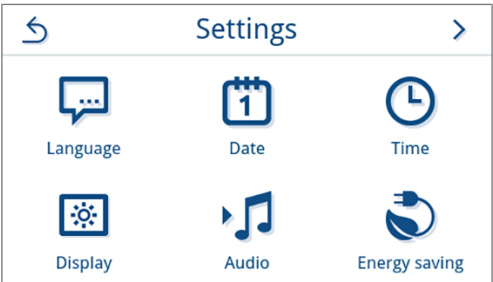 Settings
1
Language
Date
Time
Display
Audio
Energy saving